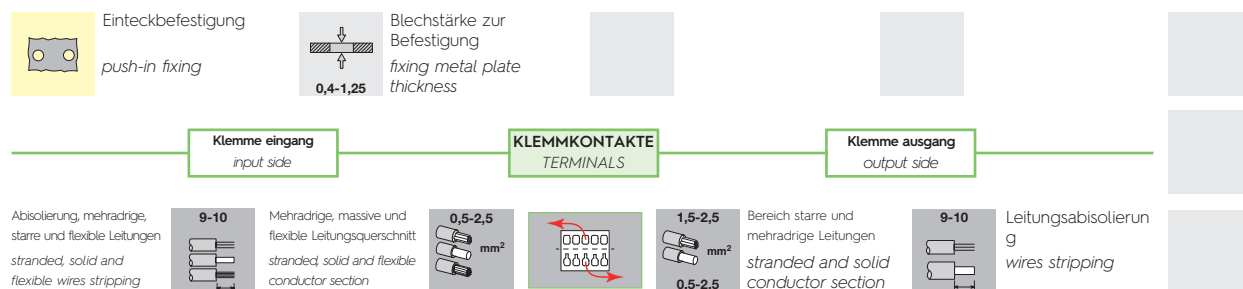 Einteckbefestigung
push-in fixing
Blechstärke zur
Befestigung
fixing metal plate
thickness
0,4-1,25
Klemme eingang
input side
KLEMMKONTAKTE
TERMINALS
Klemme ausgang
output side
Abisolierung, mehradrige,
starre und flexible Leitungen
stranded, solid and
flexible wires stripping
9-10
Mehradrige, massive und
flexible Leitungsquerschnitt
stranded, solid and flexible
conductor section
0,5-2,5
mm²
1,5-2,5
mm²
0,5-2,5
Bereich starre und
mehradrige Leitungen
stranded and solid
conductor section
9-10
Leitungsabisolierun
g
wires stripping